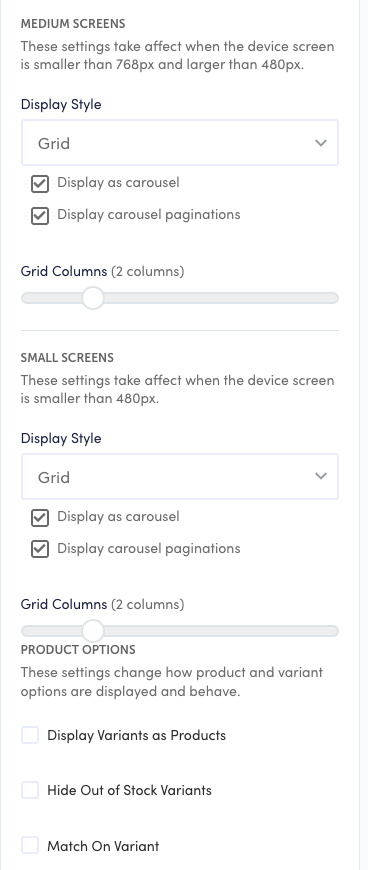 MEDIUM SCREENS
These settings take affect when the device screen
is smaller than 768px and larger than 480px.
Display Style
Grid
Display as carousel
Display carousel paginations
Grid Columns (2 columns)
SMALL SCREENS
These settings take affect when the device screen
is smaller than 480px.
Display Style
Grid
Display as carousel
Display carousel paginations
Grid Columns (2 columns)
PRODUCT OPTIONS
These settings change how product and variant
options are displayed and behave.
Display Variants as Products
Hide Out of Stock Variants
Match On Variant